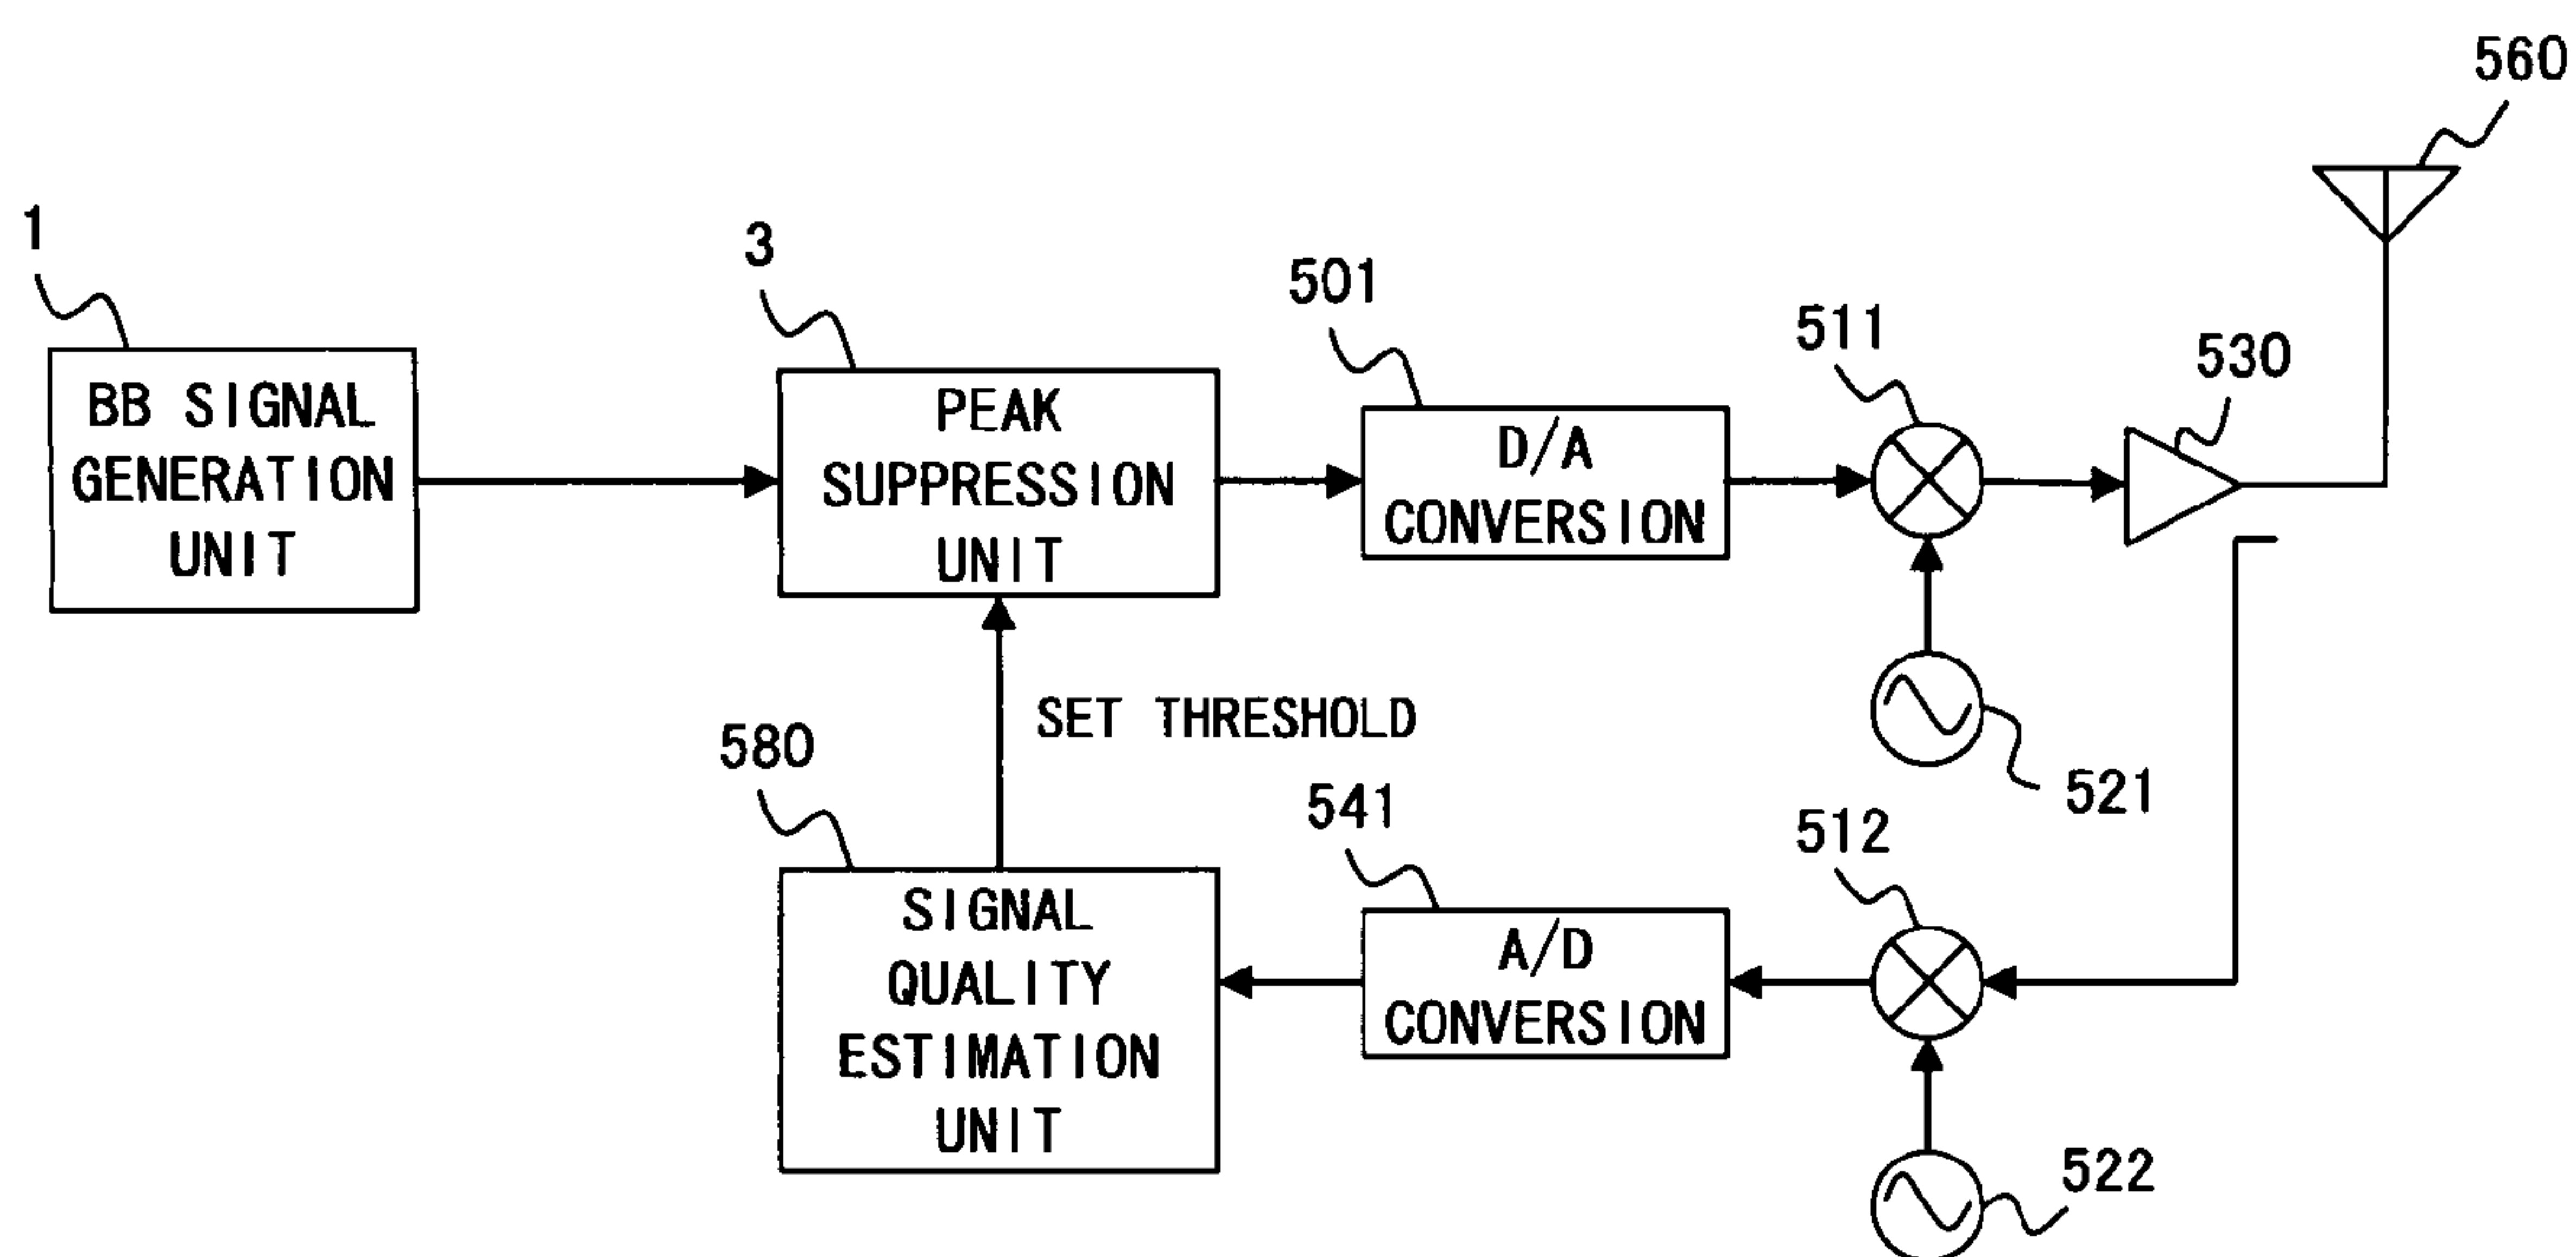 560
1
3
501
511
530
BB SIGNAL
GENERATION
UNIT
PEAK
SUPPRESSION
UNIT
D/A
CONVERSION
SET THRESHOLD
521
580
541
512
SIGNAL
QUALITY
ESTIMATION
UNIT
A/D
CONVERSION
522